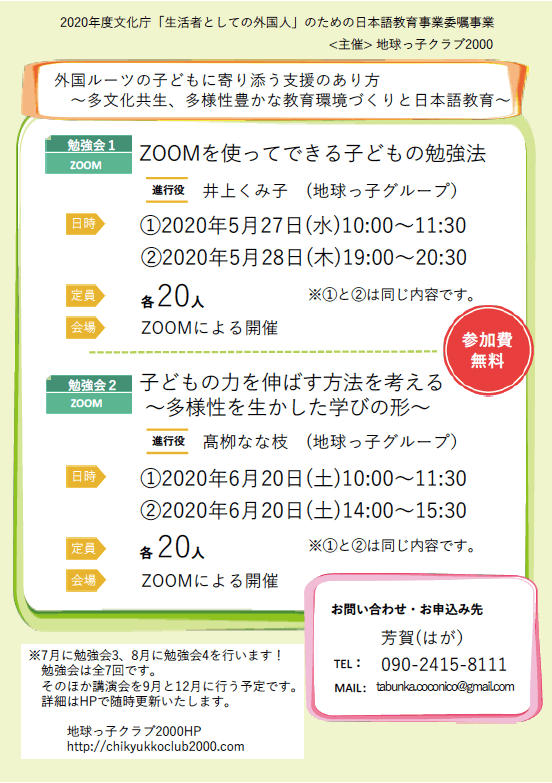 2020年度文化庁「生活者としての外国人」のための日本語教育事業委嘱事業
<主催> 地球っ子クラブ2000
外国ルーツの子どもに寄り添う支援のあり方
～多文化共生、多様性豊かな教育環境づくりと日本語教育～
勉強会１
ZOOM
ZOOMを使ってできる子どもの勉強法
進行役 井上くみ子 (地球っ子グループ)
日時 ①2020年5月27日(水)10:00～11:30
②2020年5月28日(木)19:00～20:30
定員 各20人 ※①と②は同じ内容です。
会場 ZOOMによる開催
参加費
無料
勉強会２
ZOOM
子どもの力を伸ばす方法を考える
～多様性を生かした学びの形～
進行役 髙栁なな枝 (地球っ子グループ)
日時 ①2020年6月20日(土)10:00～11:30
②2020年6月20日(土)14:00～15:30
定員 各20人 ※①と②は同じ内容です。
会場 ZOOMによる開催
お問い合わせ・お申込み先
芳賀(はが)
TEL： 090-2415-8111
MAIL： tabunka.coconico@gmail.com
※7月に勉強会3、8月に勉強会4を行います！
勉強会は全7回です。
そのほか講演会を9月と12月に行う予定です。
詳細はHPで随時更新いたします。
地球っ子クラブ2000HP
http://chikyukkoclub2000.com